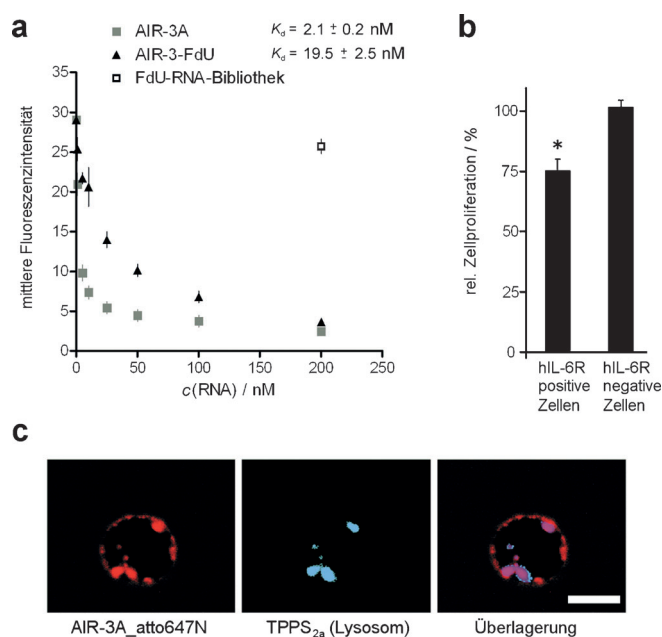 a
AIR-3A K_d = 2.1 ± 0.2 nM
AIR-3-FdU K_d = 19.5 ± 2.5 nM
FdU-RNA-Bibliothek
mittlere Fluoreszenzintensität
35
30
25
20
15
10
5
0
0 50 100 150 200 250
c(RNA) / nM
b
rel. Zellproliferation / %
100
75
50
25
0
*
hIL-6R hIL-6R
positive negative
Zellen Zellen
c
AIR-3A_atto647N TPPS2a (Lysosom) Überlagerung